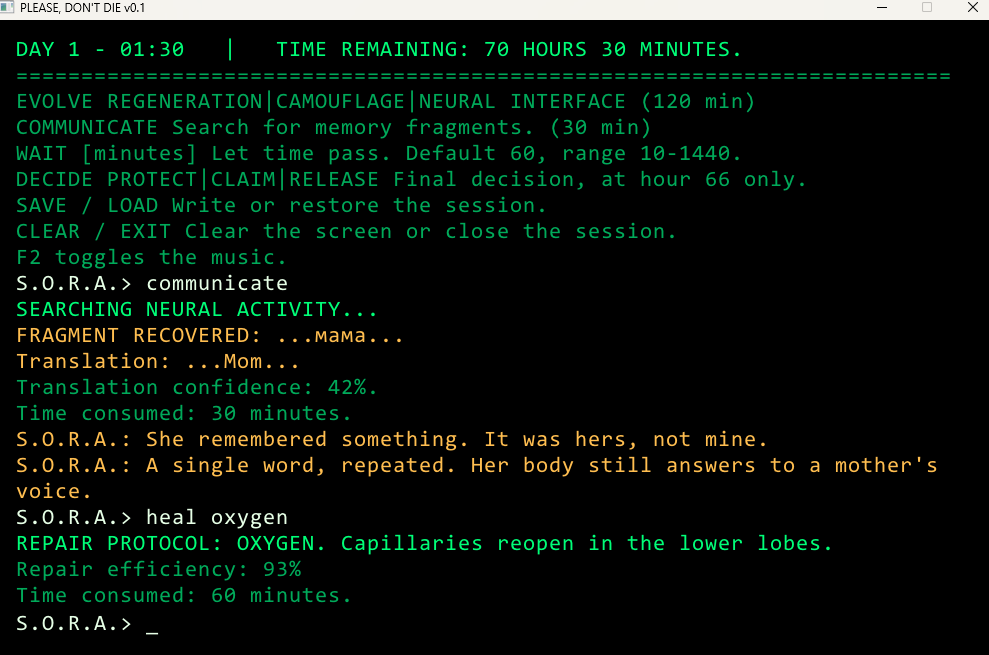 PLEASE, DON'T DIE v0.1
DAY 1 - 01:30 | TIME REMAINING: 70 HOURS 30 MINUTES.
========================================================================
EVOLVE REGENERATION|CAMOUFLAGE|NEURAL INTERFACE (120 min)
COMMUNICATE Search for memory fragments. (30 min)
WAIT [minutes] Let time pass. Default 60, range 10-1440.
DECIDE PROTECT|CLAIM|RELEASE Final decision, at hour 66 only.
SAVE / LOAD Write or restore the session.
CLEAR / EXIT Clear the screen or close the session.
F2 toggles the music.
S.O.R.A.> communicate
SEARCHING NEURAL ACTIVITY...
FRAGMENT RECOVERED: ...мама...
Translation: ...Mom...
Translation confidence: 42%.
Time consumed: 30 minutes.
S.O.R.A.: She remembered something. It was hers, not mine.
S.O.R.A.: A single word, repeated. Her body still answers to a mother's
voice.
S.O.R.A.> heal oxygen
REPAIR PROTOCOL: OXYGEN. Capillaries reopen in the lower lobes.
Repair efficiency: 93%
Time consumed: 60 minutes.
S.O.R.A.> _